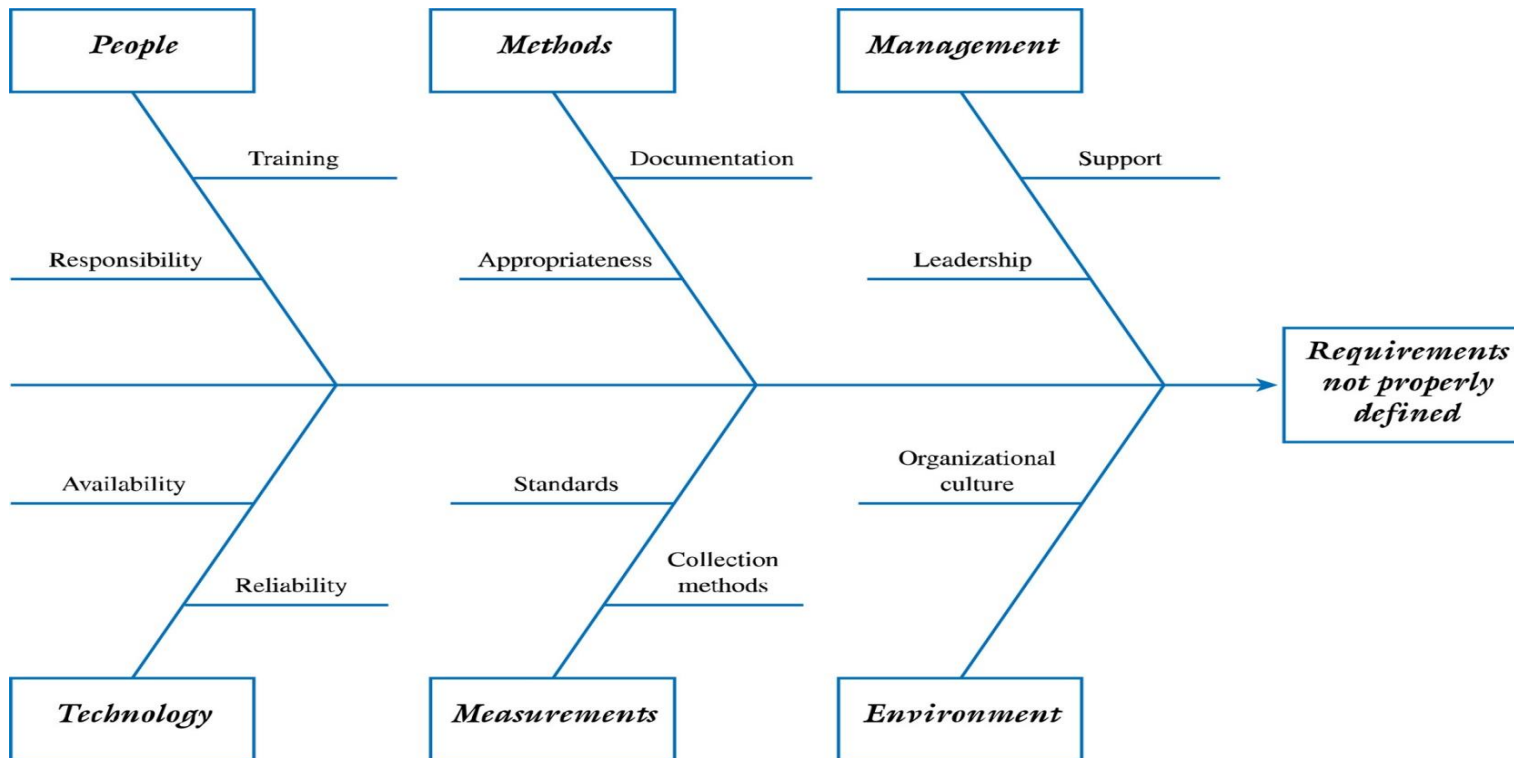 People
Methods
Management
Training
Documentation
Support
Responsibility
Appropriateness
Leadership
Requirements
not properly
defined
Availability
Standards
Organizational
culture
Reliability
Collection
methods
Technology
Measurements
Environment